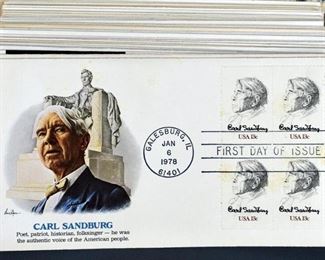 GALESBURG, IL
JAN
6
1978
61401
FIRST DAY OF ISSUE
Carl Sandburg
USA 13c
Carl Sandburg
USA 13c
Carl Sandburg
USA 13c
Carl Sandburg
USA 13c
CARL SANDBURG
Poet, patriot, historian, folksinger — he was
the authentic voice of the American people.